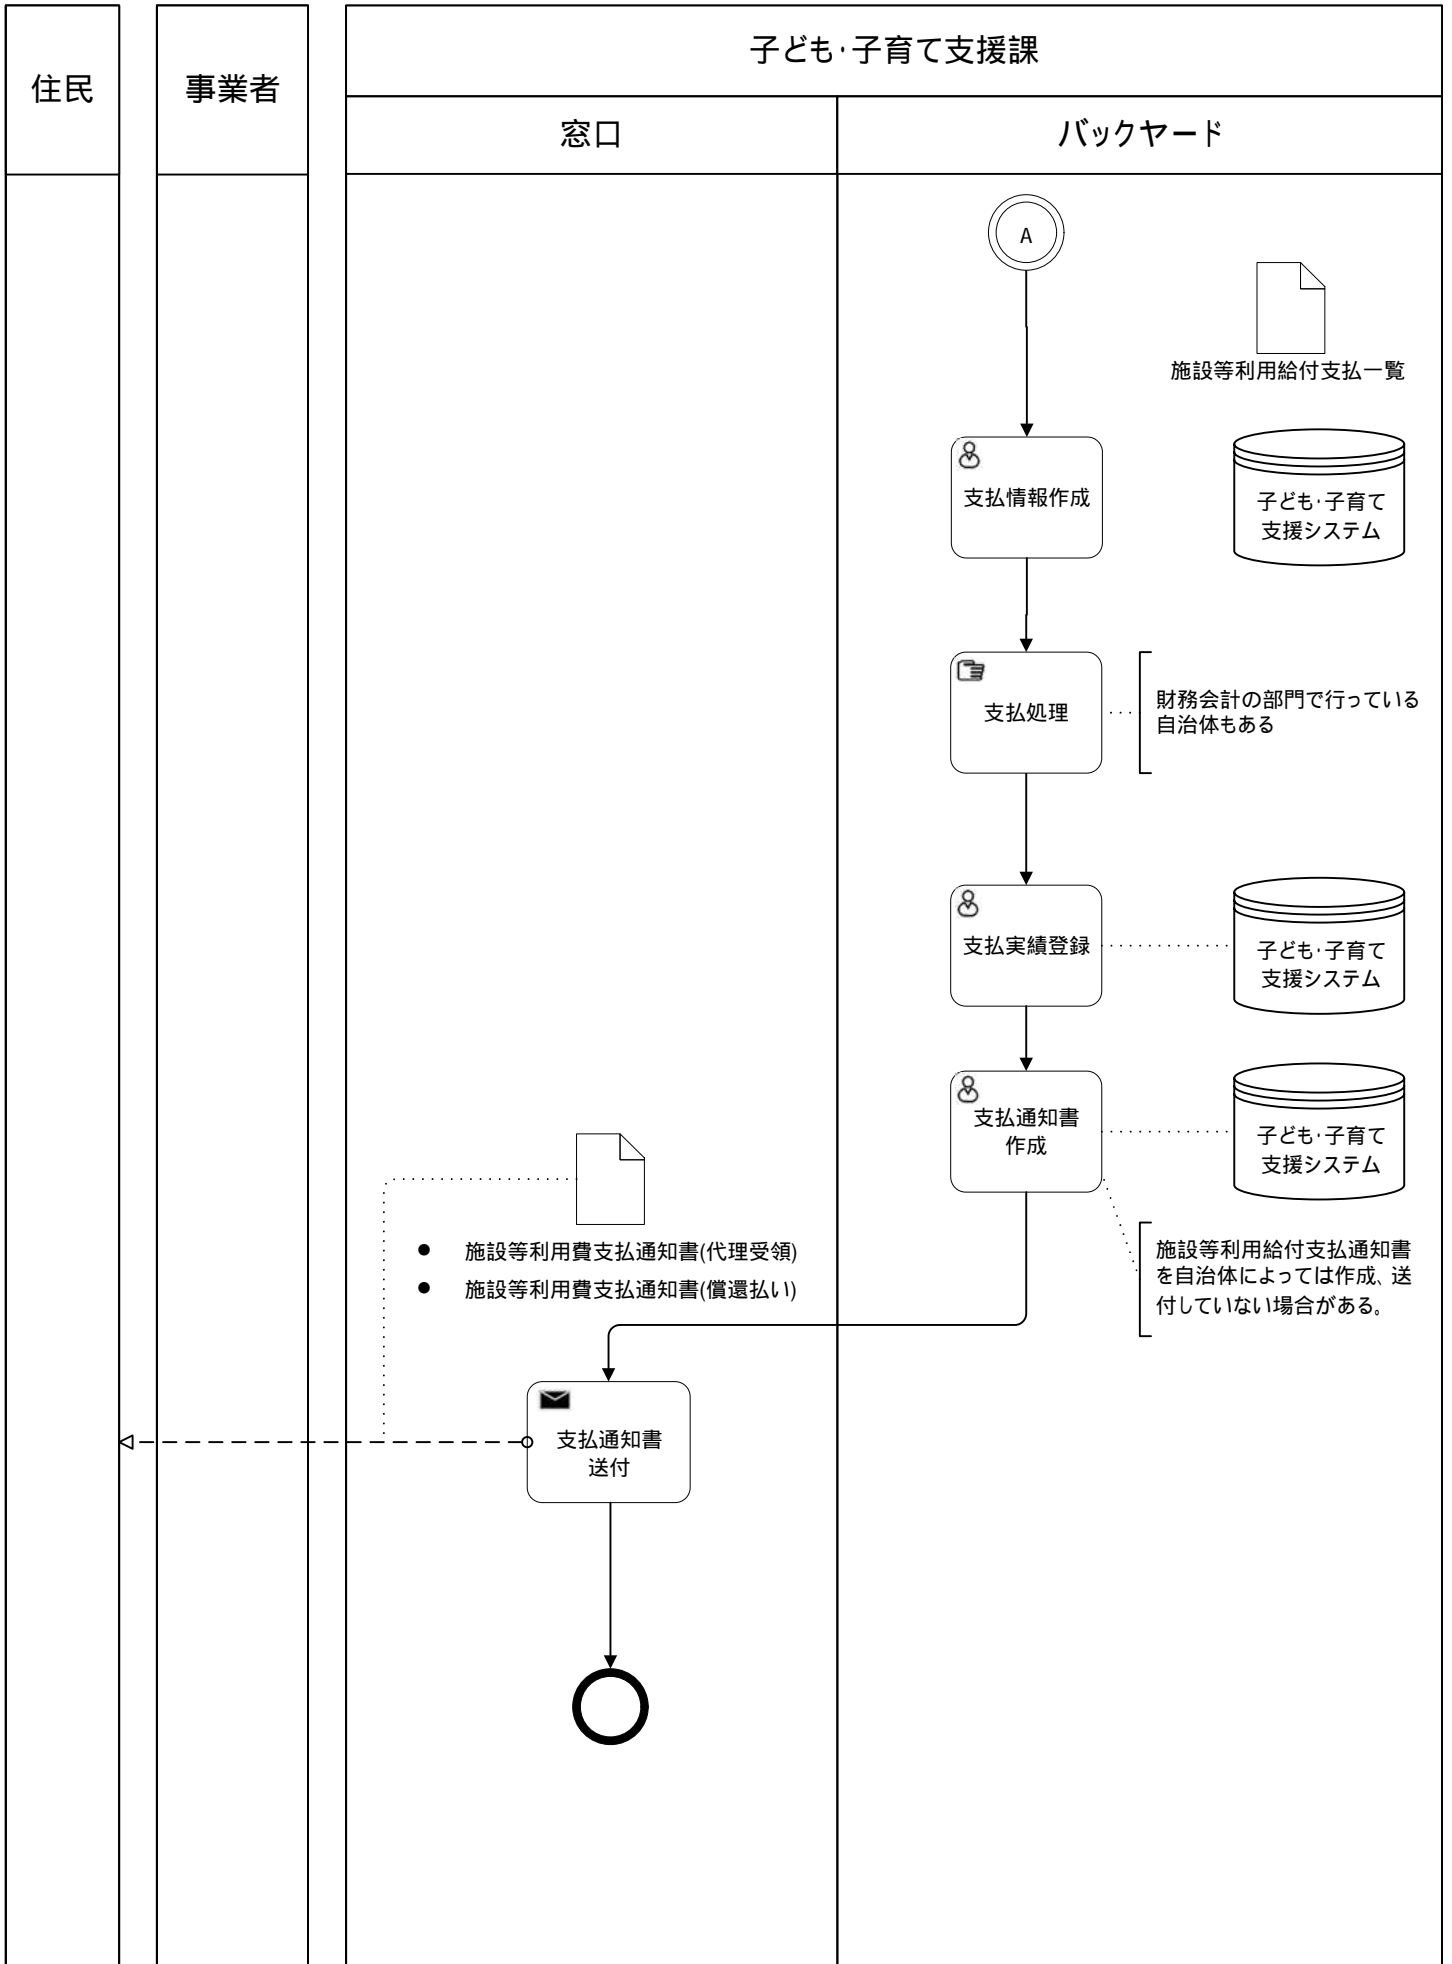 住民
事業者
子ども・子育て支援課
窓口
バックヤード
A
施設等利用給付支払一覧
支払情報作成
子ども・子育て
支援システム
支払処理
財務会計の部門で行っている
自治体もある
支払実績登録
子ども・子育て
支援システム
支払通知書
作成
子ども・子育て
支援システム
施設等利用給付支払通知書
を自治体によっては作成、送
付していない場合がある。
● 施設等利用費支払通知書(代理受領)
● 施設等利用費支払通知書(償還払い)
支払通知書
送付